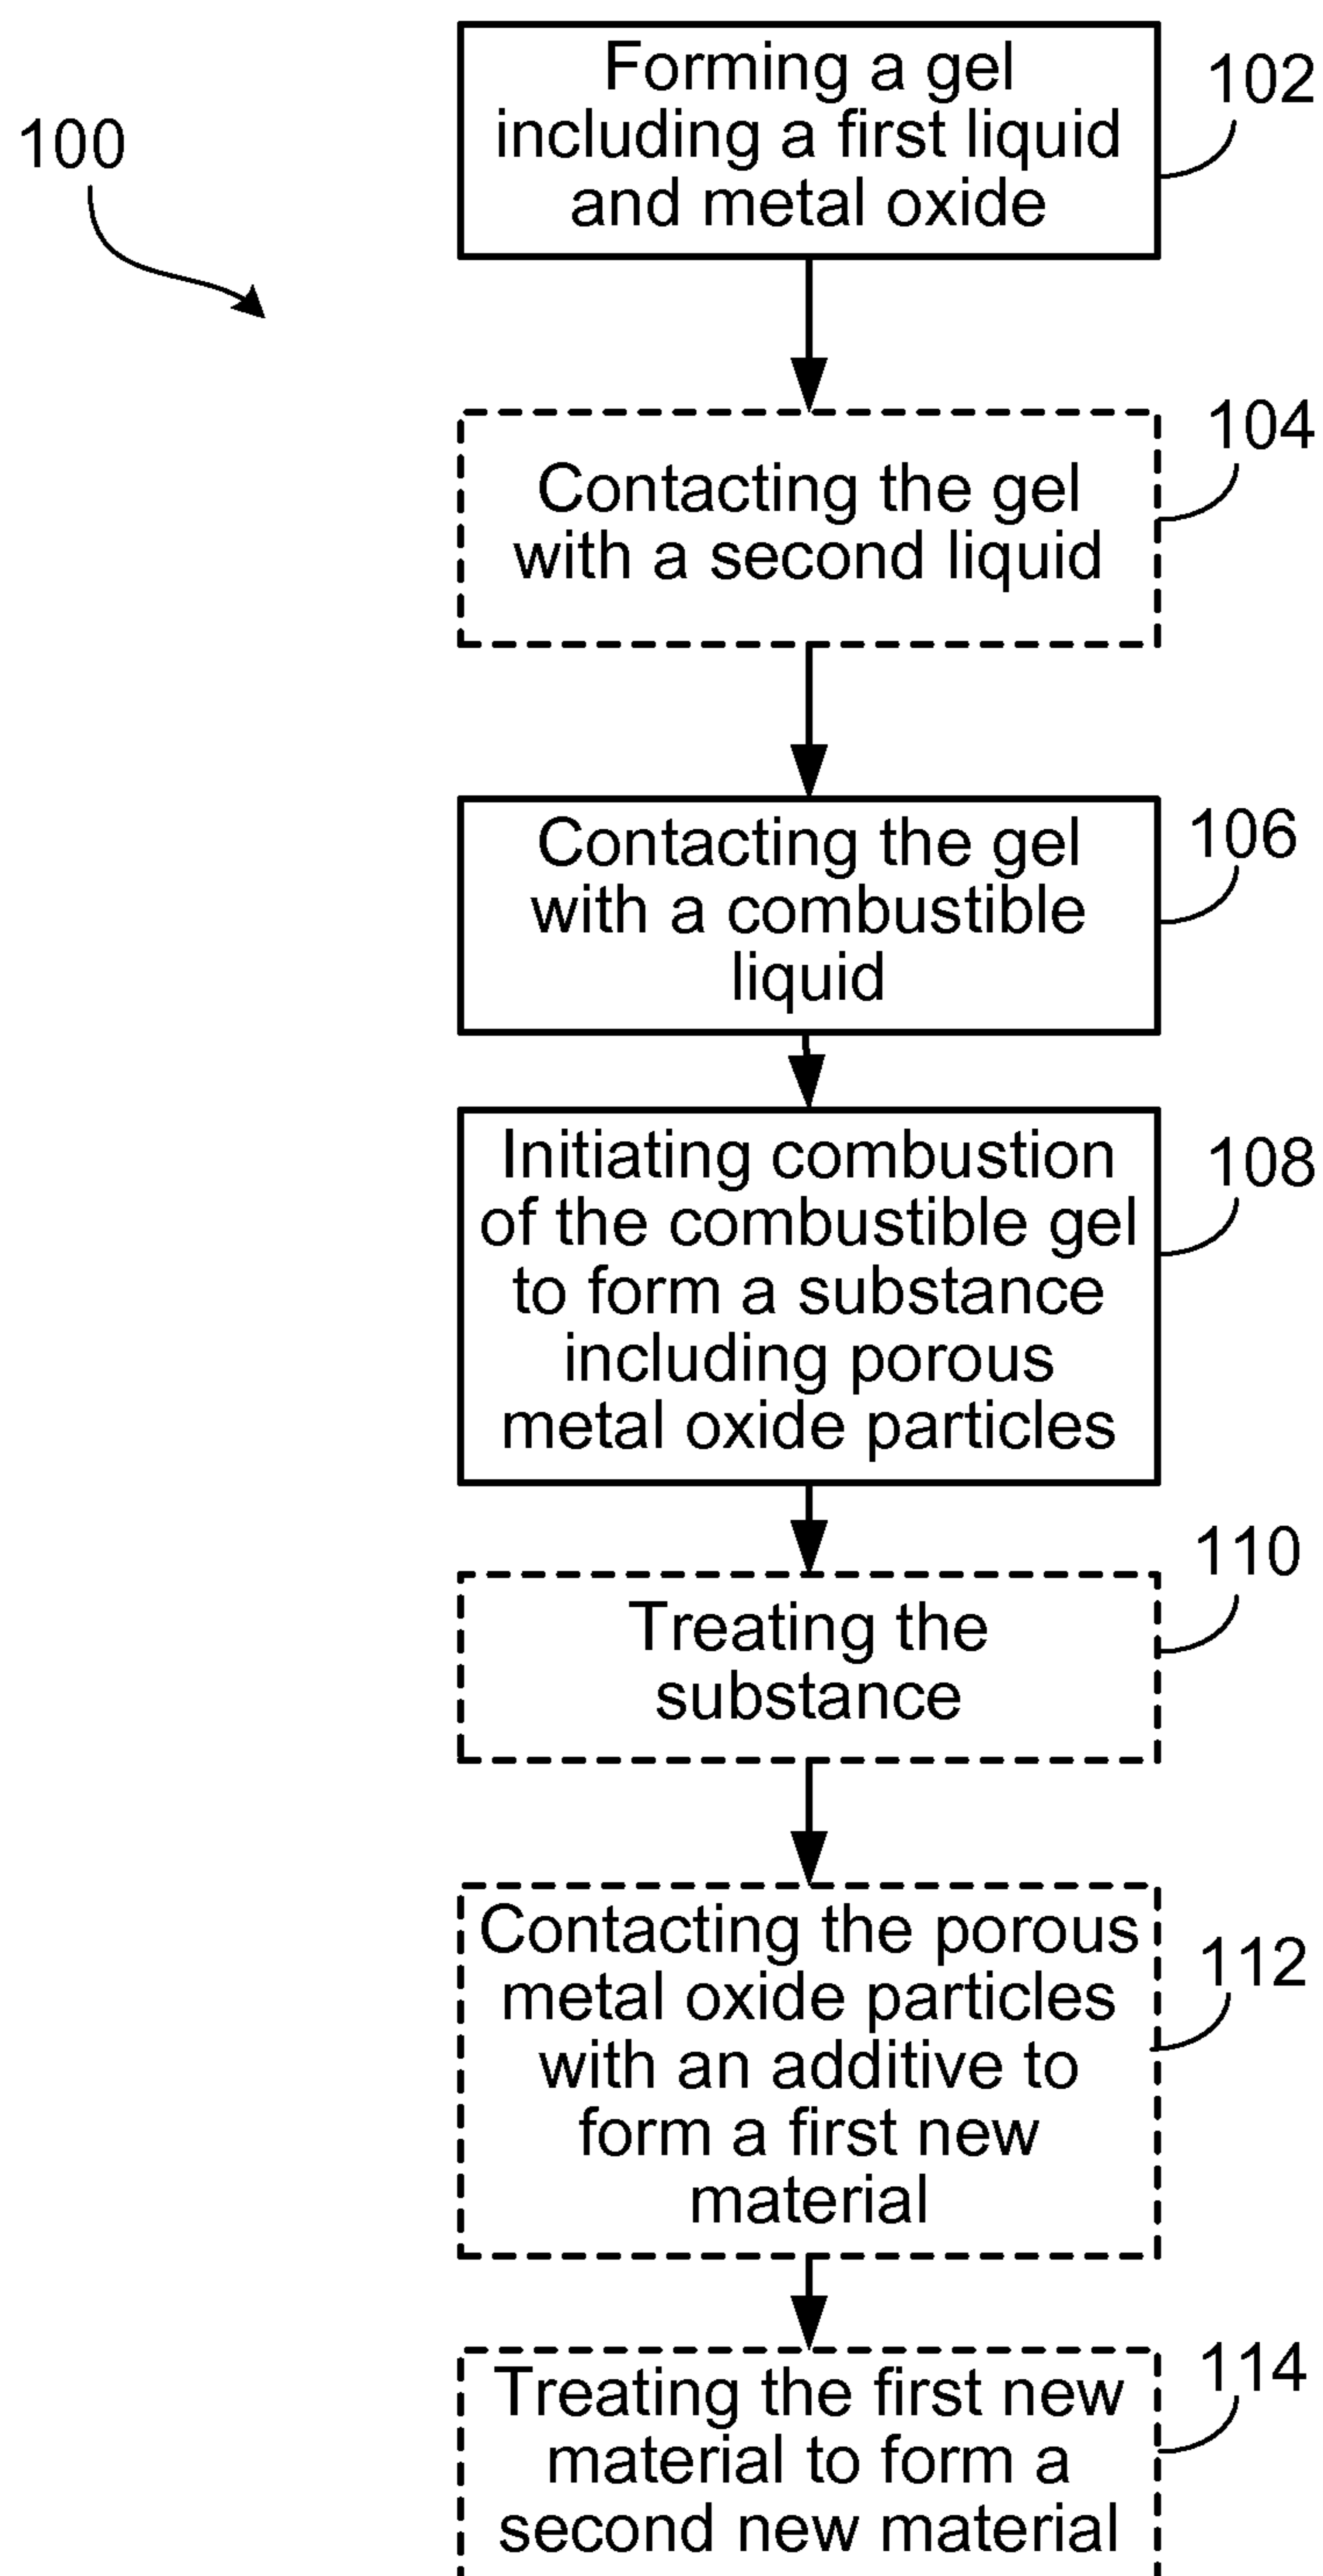 100
Forming a gel
including a first liquid
and metal oxide
102
Contacting the gel
with a second liquid
104
Contacting the gel
with a combustible
liquid
106
Initiating combustion
of the combustible gel
to form a substance
including porous
metal oxide particles
108
Treating the
substance
110
Contacting the porous
metal oxide particles
with an additive to
form a first new
material
112
Treating the first new
material to form a
second new material
114